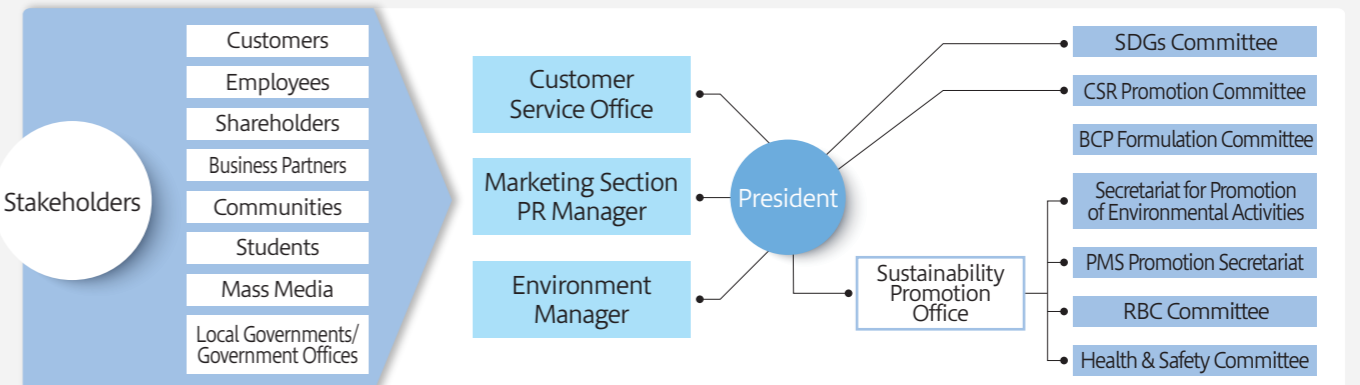 Stakeholders
Customers
Employees
Shareholders
Business Partners
Communities
Students
Mass Media
Local Governments/
Government Offices
Customer
Service Office
Marketing Section
PR Manager
Environment
Manager
President
Sustainability
Promotion
Office
SDGs Committee
CSR Promotion Committee
BCP Formulation Committee
Secretariat for Promotion
of Environmental Activities
PMS Promotion Secretariat
RBC Committee
Health & Safety Committee